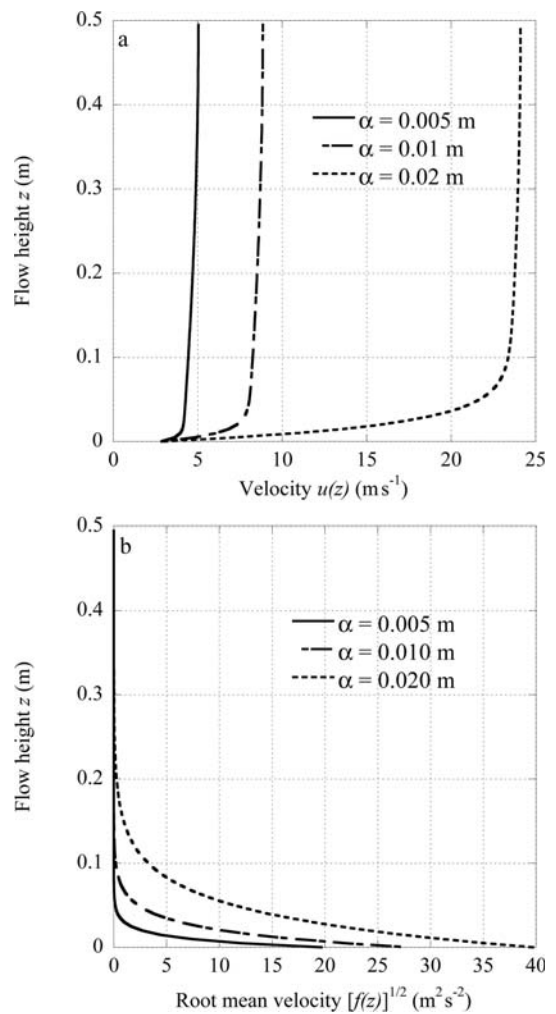 0.5
a
α = 0.005 m
0.4
α = 0.01 m
α = 0.02 m
0.3
Flow height z (m)
0.2
0.1
0
0 5 10 15 20 25
Velocity u(z) (m s⁻¹)
0.5
b
α = 0.005 m
0.4
α = 0.010 m
α = 0.020 m
0.3
Flow height z (m)
0.2
0.1
0
0 5 10 15 20 25 30 35 40
Root mean velocity [f(z)]¹/² (m² s⁻²)